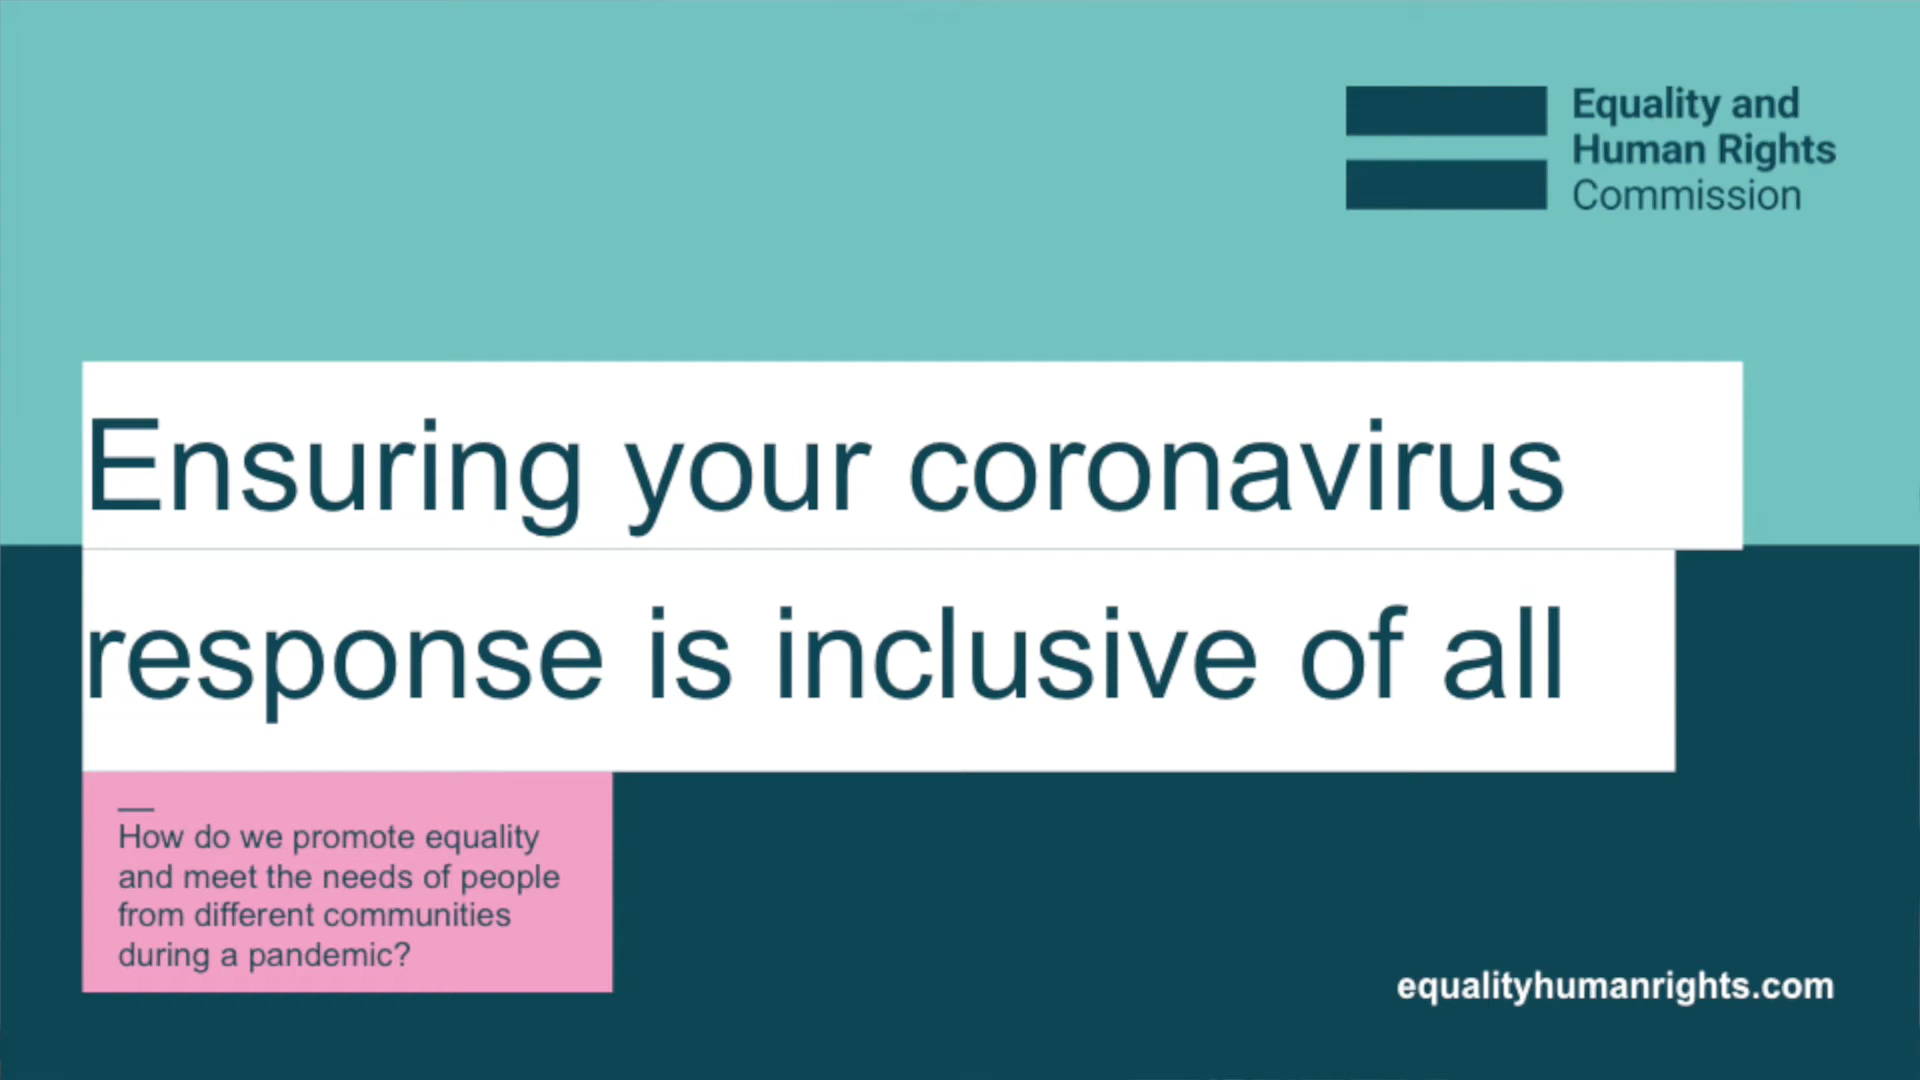 Equality and
Human Rights
Commission
Ensuring your coronavirus
response is inclusive of all
How do we promote equality
and meet the needs of people
from different communities
during a pandemic?
equalityhumanrights.com